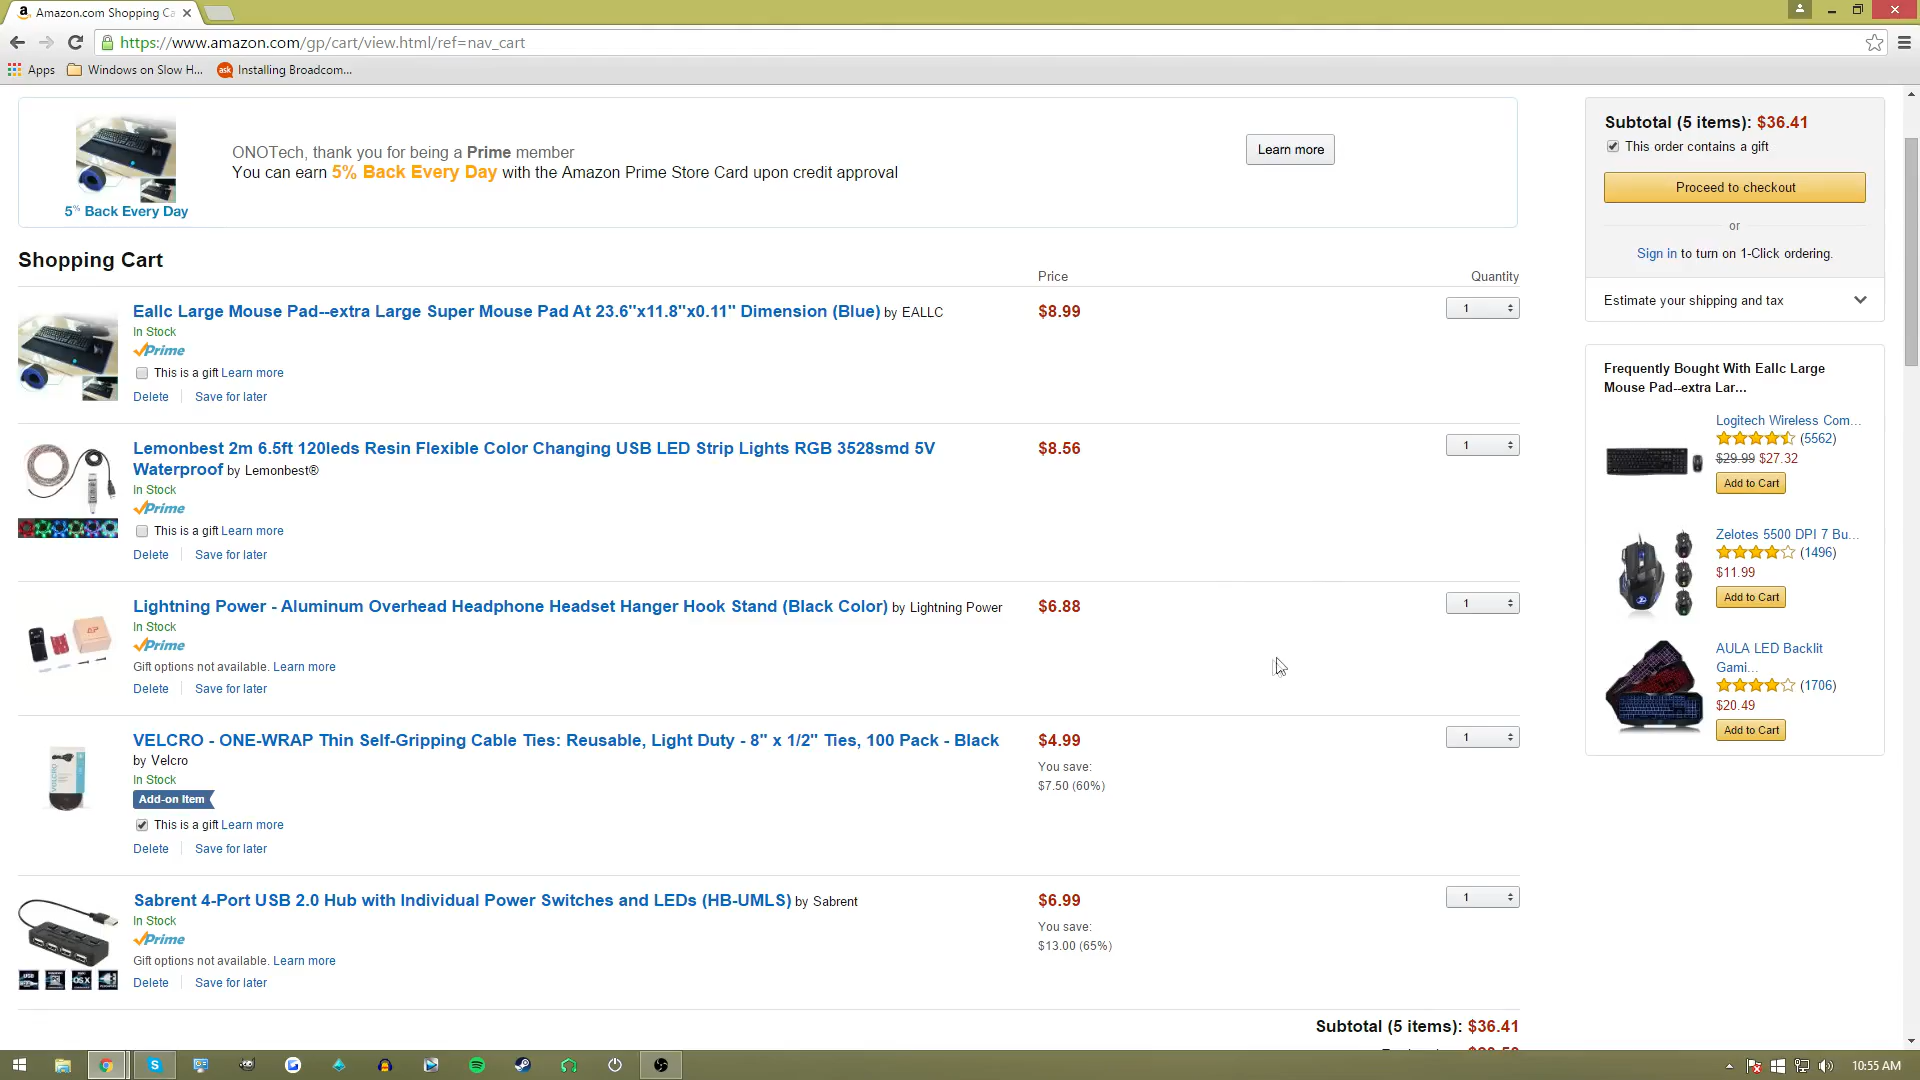 Amazon.com Shopping Ca
https://www.amazon.com/gp/cart/view.html/ref=nav_cart
Apps
Windows on Slow H...
Installing Broadcom...
ONOTech, thank you for being a Prime member
You can earn 5% Back Every Day with the Amazon Prime Store Card upon credit approval
5% Back Every Day
Learn more
Subtotal (5 items): $36.41
This order contains a gift
Proceed to checkout
or
Sign in to turn on 1-Click ordering.
Estimate your shipping and tax
Shopping Cart
Price
Quantity
Eallc Large Mouse Pad--extra Large Super Mouse Pad At 23.6"x11.8"x0.11" Dimension (Blue) by EALLC
$8.99
1
In Stock
Prime
This is a gift Learn more
Delete
Save for later
Lemonbest 2m 6.5ft 120leds Resin Flexible Color Changing USB LED Strip Lights RGB 3528smd 5V
Waterproof by Lemonbest®
$8.56
1
In Stock
Prime
This is a gift Learn more
Delete
Save for later
Lightning Power - Aluminum Overhead Headphone Headset Hanger Hook Stand (Black Color) by Lightning Power
$6.88
1
In Stock
Prime
Gift options not available. Learn more
Delete
Save for later
VELCRO - ONE-WRAP Thin Self-Gripping Cable Ties: Reusable, Light Duty - 8" x 1/2" Ties, 100 Pack - Black
by Velcro
$4.99
You save:
$7.50 (60%)
1
In Stock
Add-on Item
This is a gift Learn more
Delete
Save for later
Sabrent 4-Port USB 2.0 Hub with Individual Power Switches and LEDs (HB-UMLS) by Sabrent
$6.99
You save:
$13.00 (65%)
1
In Stock
Prime
Gift options not available. Learn more
Delete
Save for later
Subtotal (5 items): $36.41
Frequently Bought With Eallc Large
Mouse Pad--extra Lar...
Logitech Wireless Com...
(5562)
$29.99 $27.32
Add to Cart
Zelotes 5500 DPI 7 Bu...
(1496)
$11.99
Add to Cart
AULA LED Backlit
Gami...
(1706)
$20.49
Add to Cart
10:55 AM